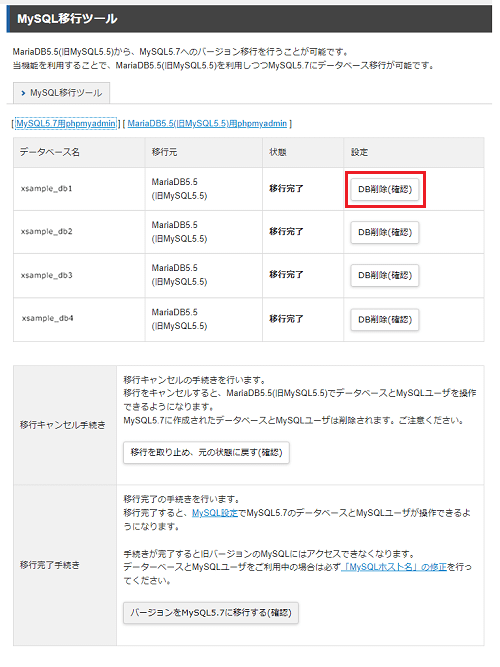 MySQL移行ツール
MariaDB5.5(旧MySQL5.5)から、MySQL5.7へのバージョン移行を行うことが可能です。
当機能を利用することで、MariaDB5.5(旧MySQL5.5)を利用しつつMySQL5.7にデータベース移行が可能です。
MySQL移行ツール
[ MySQL5.7用phpmyadmin ] [ MariaDB5.5(旧MySQL5.5)用phpmyadmin ]
データベース名 移行元 状態 設定
xsample_db1 MariaDB5.5 移行完了 DB削除(確認)
(旧MySQL5.5)
xsample_db2 MariaDB5.5 移行完了 DB削除(確認)
(旧MySQL5.5)
xsample_db3 MariaDB5.5 移行完了 DB削除(確認)
(旧MySQL5.5)
xsample_db4 MariaDB5.5 移行完了 DB削除(確認)
(旧MySQL5.5)
移行キャンセル手続き
移行キャンセルの手続きを行います。
移行をキャンセルすると、MariaDB5.5(旧MySQL5.5)でデータベースとMySQLユーザを操作
できるようになります。
MySQL5.7に作成されたデータベースとMySQLユーザは削除されます。ご注意ください。
移行を取り止め、元の状態に戻す(確認)
移行完了手続き
移行完了の手続きを行います。
移行完了すると、MySQL設定でMySQL5.7のデータベースとMySQLユーザが操作できるよ
うになります。
手続きが完了すると旧バージョンのMySQLにはアクセスできなくなります。
データーベースとMySQLユーザをご利用中の場合は必ず「MySQLホスト名」の修正を行っ
てください。
バージョンをMySQL5.7に移行する(確認)